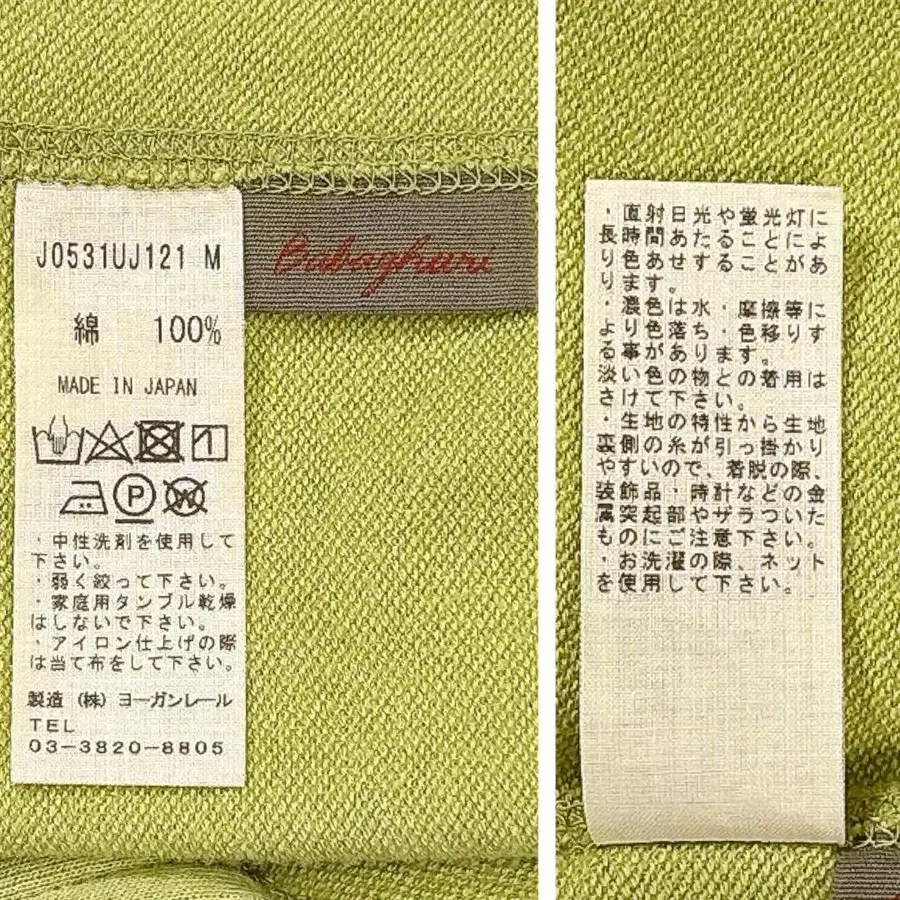 J0531UJ121 M
Babaghuri
綿 100%
MADE IN JAPAN
P
W
・中性洗剤を使用して
下さい。
・弱く絞って下さい。
・家庭用タンブル乾燥
はしないで下さい。
・アイロン仕上げの際
は当て布をして下さい。
製造 (株) ヨーガンレール
TEL
03-3820-8805
・直射日光や蛍光灯に
長時間あたることによ
り色あせすることがあ
ります。
・濃色は水・摩擦等に
より色落ち・色移りす
る事があります。
淡い色の物との着用は
さけて下さい。
・生地の特性から生地
裏側の糸が引っ掛かり
やすいので、着脱の際、
装飾品・時計などの金
属突起部やザラついた
ものにご注意下さい。
・お洗濯の際、ネット
を使用して下さい。